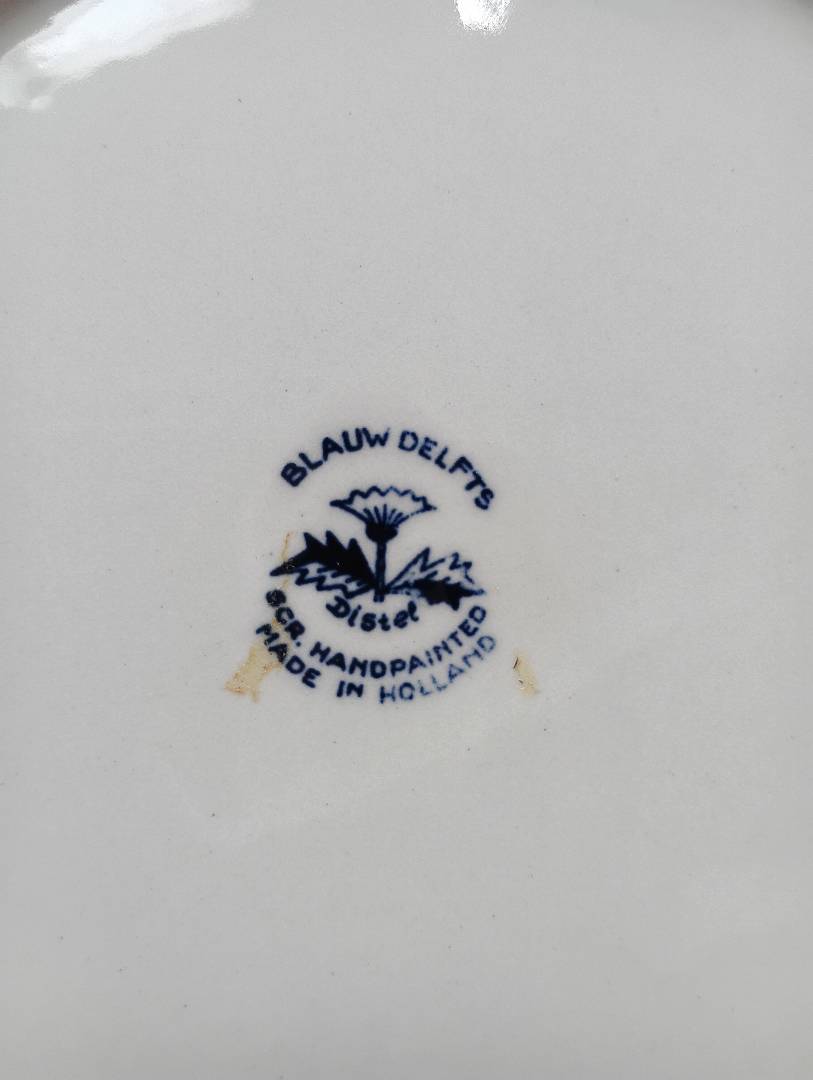 BLAUW DELFTS
Distel
SCR. HANDPAINTED
MADE IN HOLLAND